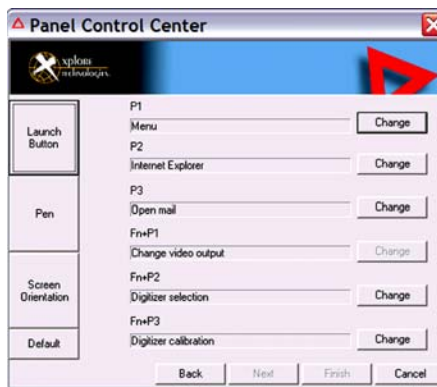 Panel Control Center
xplore
technologies.
Launch
Button
Pen
Screen
Orientation
Default
P1
Menu
Change
P2
Internet Explorer
Change
P3
Open mail
Change
Fn+P1
Change video output
Change
Fn+P2
Digitizer selection
Change
Fn+P3
Digitizer calibration
Change
Back
Next
Finish
Cancel